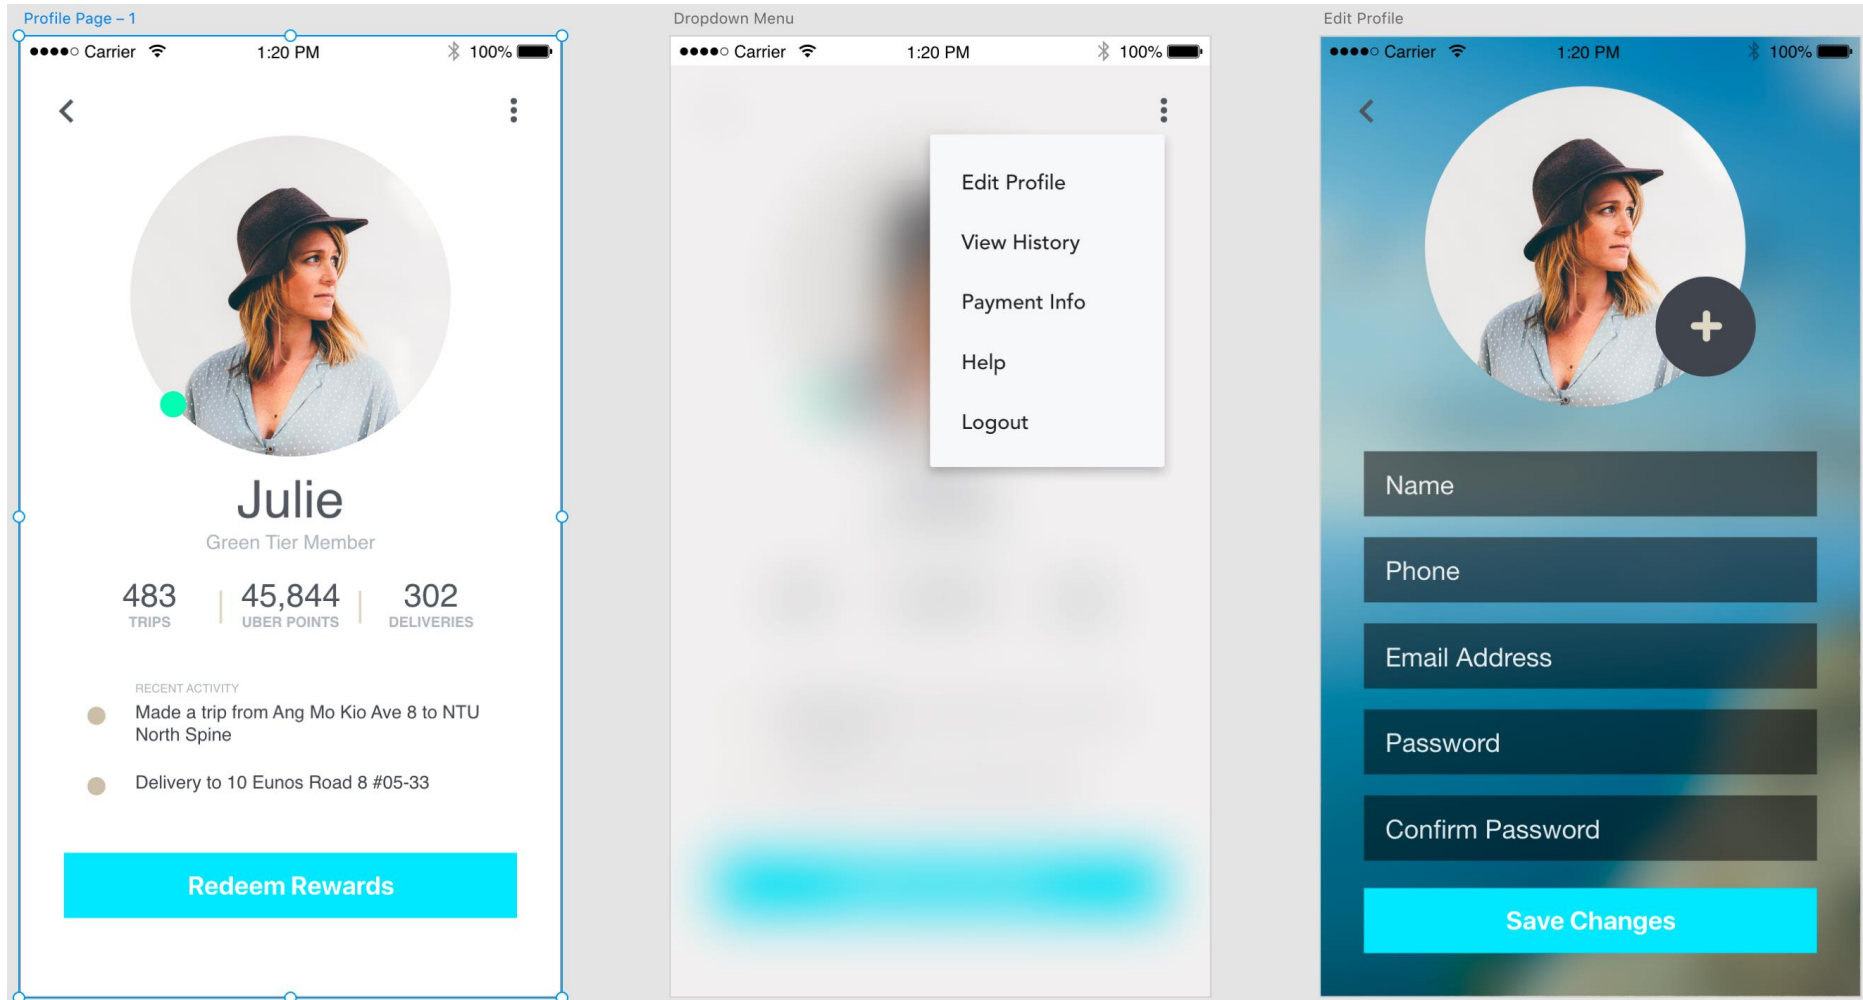 Profile Page – 1
Carrier 1:20 PM 100%
Julie
Green Tier Member
483 45,844 302
TRIPS UBER POINTS DELIVERIES
RECENT ACTIVITY
Made a trip from Ang Mo Kio Ave 8 to NTU
North Spine
Delivery to 10 Eunos Road 8 #05-33
Redeem Rewards
Dropdown Menu
Carrier 1:20 PM 100%
Edit Profile
View History
Payment Info
Help
Logout
Edit Profile
Carrier 1:20 PM 100%
Name
Phone
Email Address
Password
Confirm Password
Save Changes